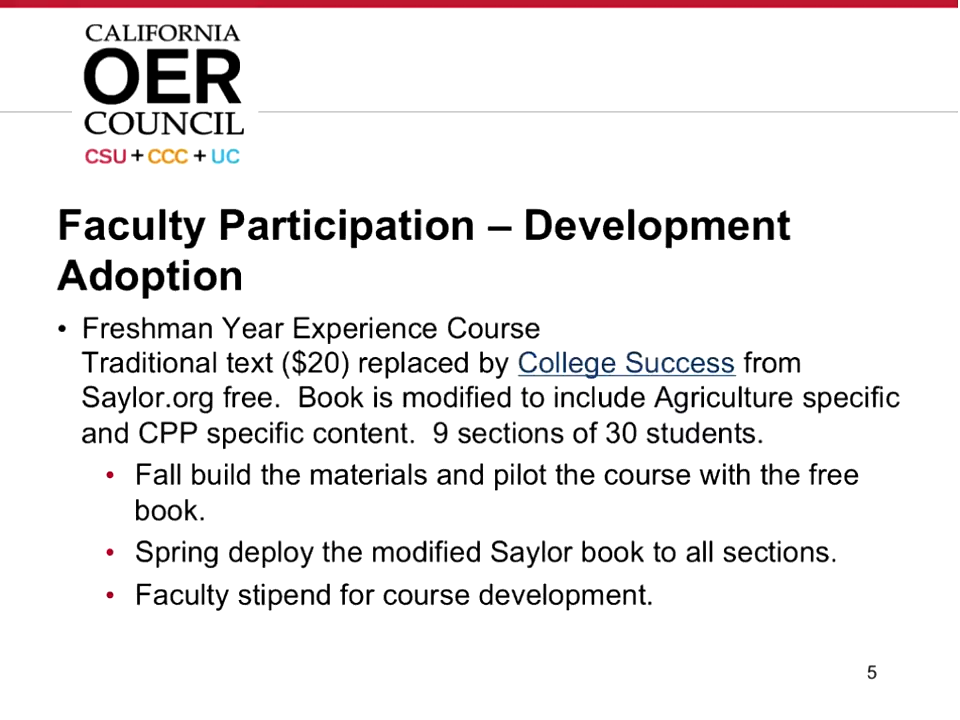 CALIFORNIA
OER
COUNCIL
CSU + CCC + UC
Faculty Participation – Development
Adoption
• Freshman Year Experience Course
Traditional text ($20) replaced by College Success from
Saylor.org free.  Book is modified to include Agriculture specific
and CPP specific content.  9 sections of 30 students.
• Fall build the materials and pilot the course with the free
book.
• Spring deploy the modified Saylor book to all sections.
• Faculty stipend for course development.
5